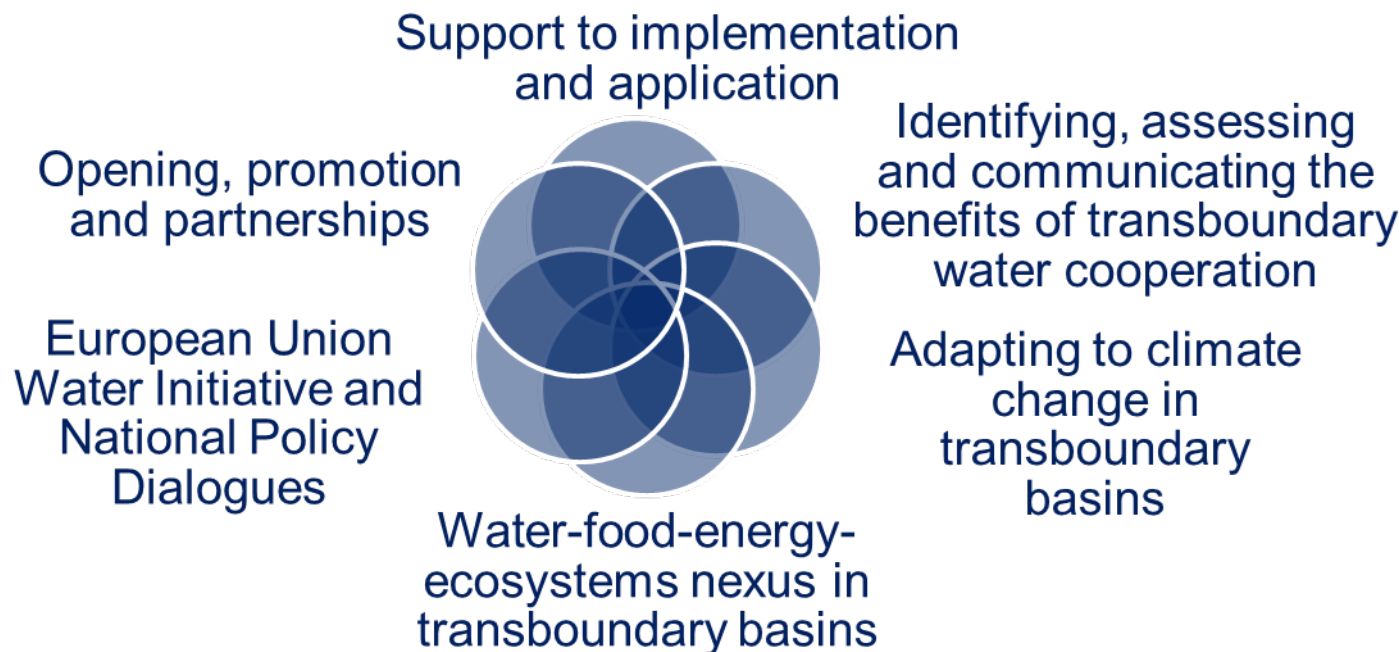 Support to implementation
and application
Identifying, assessing
and communicating the
benefits of transboundary
water cooperation
Adapting to climate
change in
transboundary
basins
Water-food-energy-
ecosystems nexus in
transboundary basins
European Union
Water Initiative and
National Policy
Dialogues
Opening, promotion
and partnerships